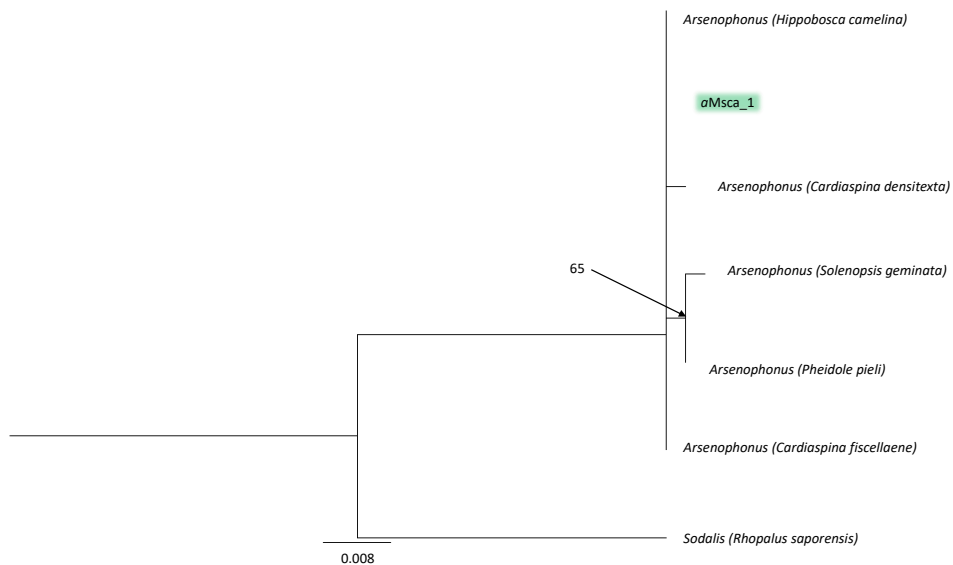 Arsenophonus (Hippobosca camelina)
aMsca_1
Arsenophonus (Cardiaspina densitexta)
65
Arsenophonus (Solenopsis geminata)
Arsenophonus (Pheidole pieli)
Arsenophonus (Cardiaspina fiscellaene)
Sodalis (Rhopalus saporensis)
0.008